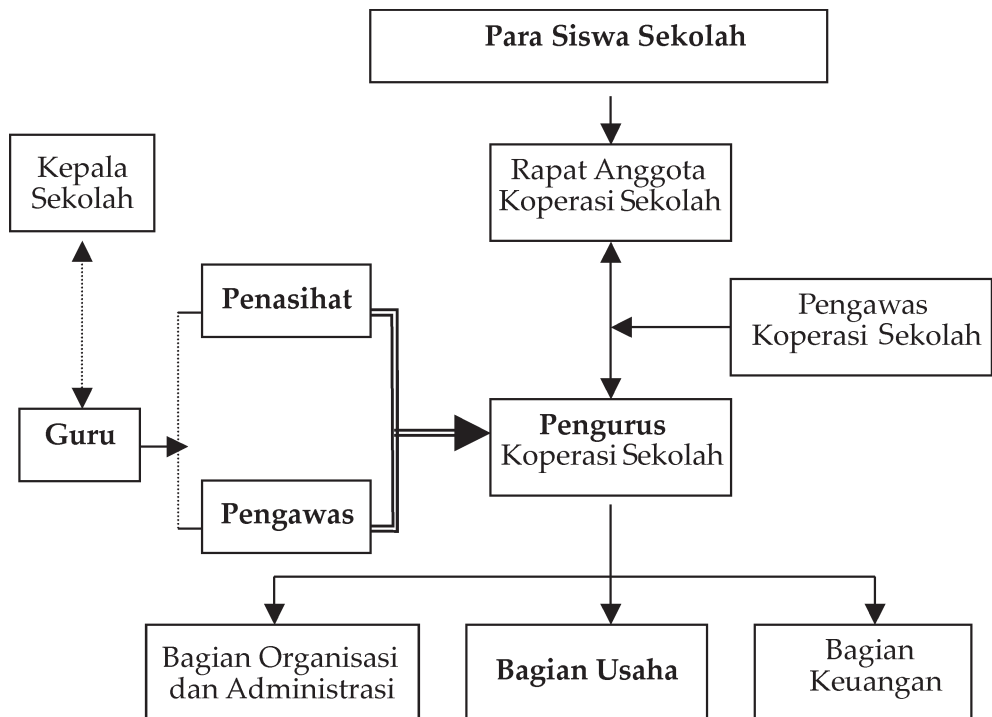 Para Siswa Sekolah
Kepala
Sekolah
Rapat Anggota
Koperasi Sekolah
Penasihat
Pengawas
Koperasi Sekolah
Guru
Pengurus
Koperasi Sekolah
Pengawas
Bagian Organisasi
dan Administrasi
Bagian Usaha
Bagian
Keuangan